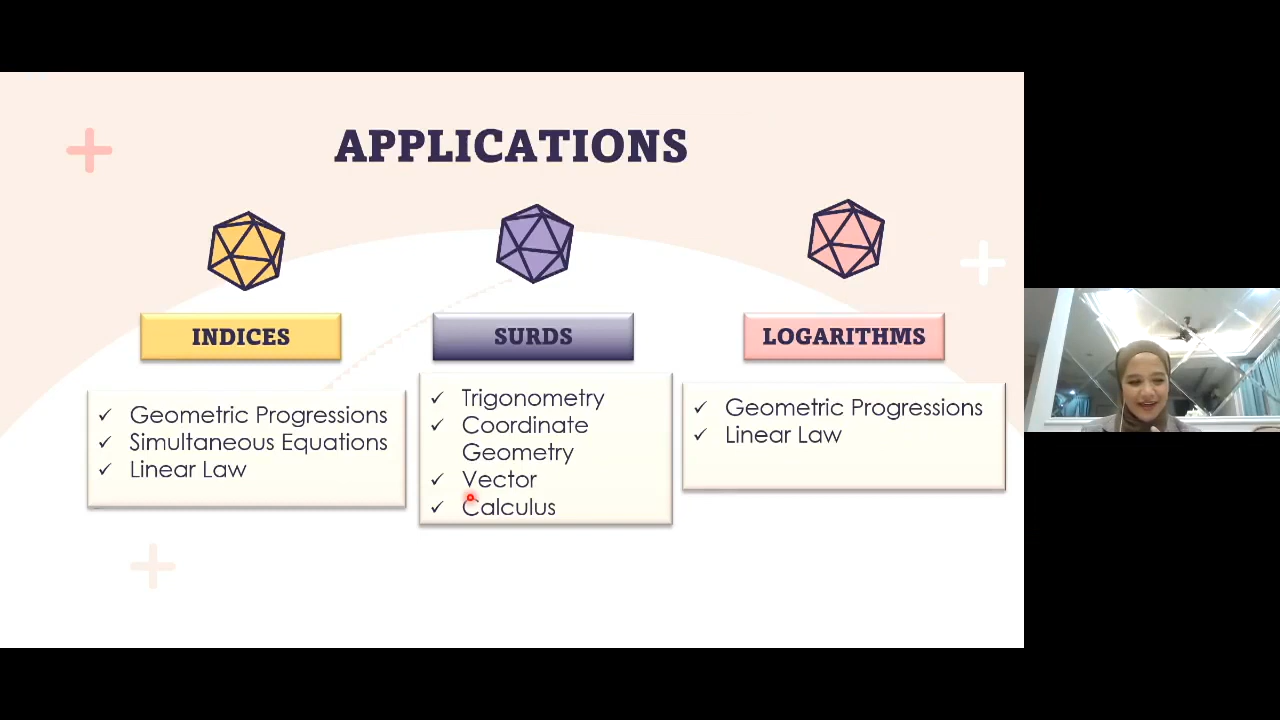 APPLICATIONS
INDICES
Geometric Progressions
Simultaneous Equations
Linear Law
SURDS
Trigonometry
Coordinate
Geometry
Vector
Calculus
LOGARITHMS
Geometric Progressions
Linear Law